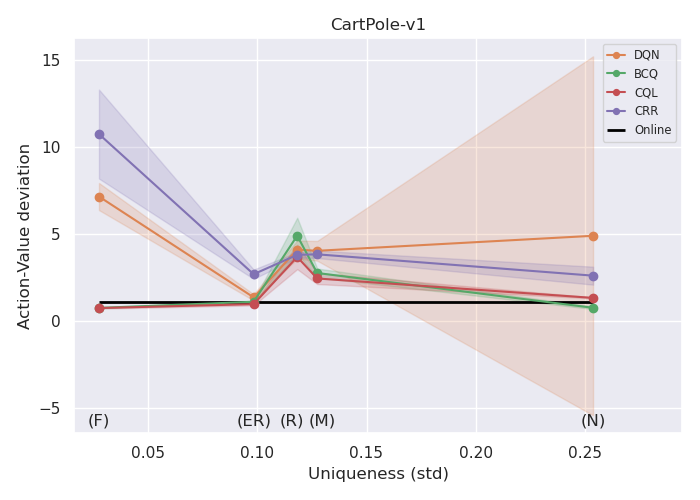 CartPole-v1
DQN
BCQ
CQL
CRR
Online
Action-Value deviation
15
10
5
0
−5
(F) (ER) (R) (M) (N)
0.05 0.10 0.15 0.20 0.25
Uniqueness (std)